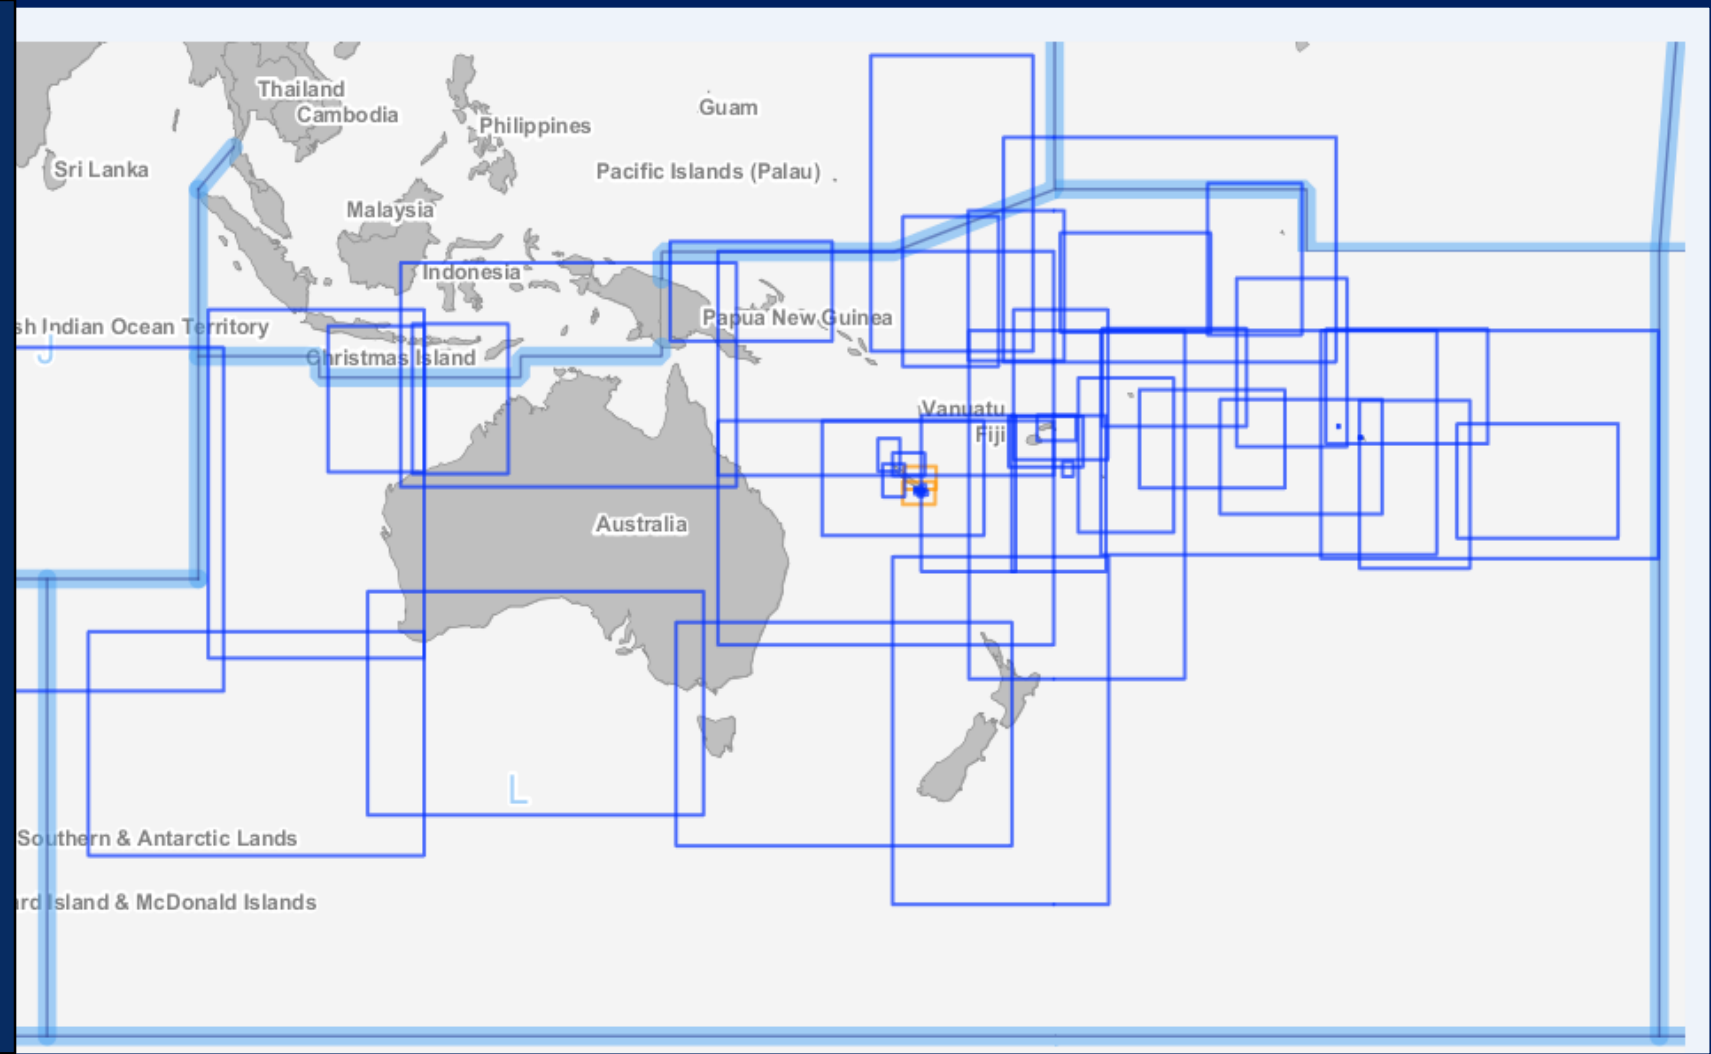 Thailand
Cambodia
Guam
Philippines
Sri Lanka
Pacific Islands (Palau)
Malaysia
Indonesia
Papua New Guinea
sh Indian Ocean Territory
J
Christmas Island
Vanuatu
Fiji
Australia
L
Southern & Antarctic Lands
ard Island & McDonald Islands